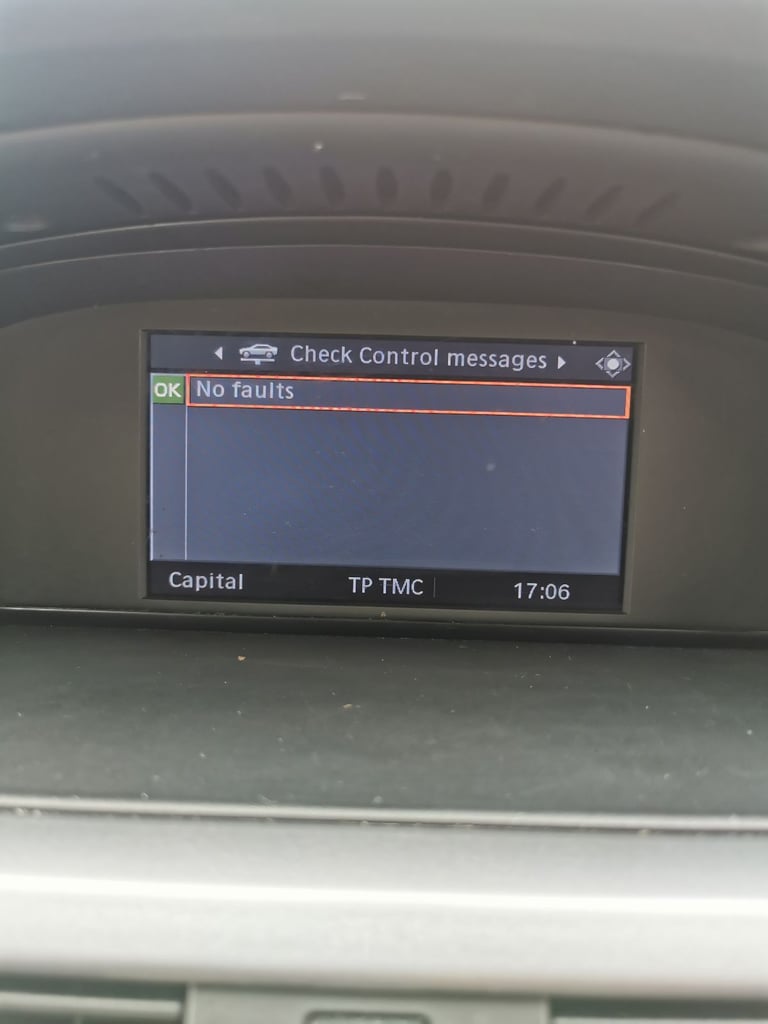 Check Control messages
OK No faults
Capital TP TMC 17:06